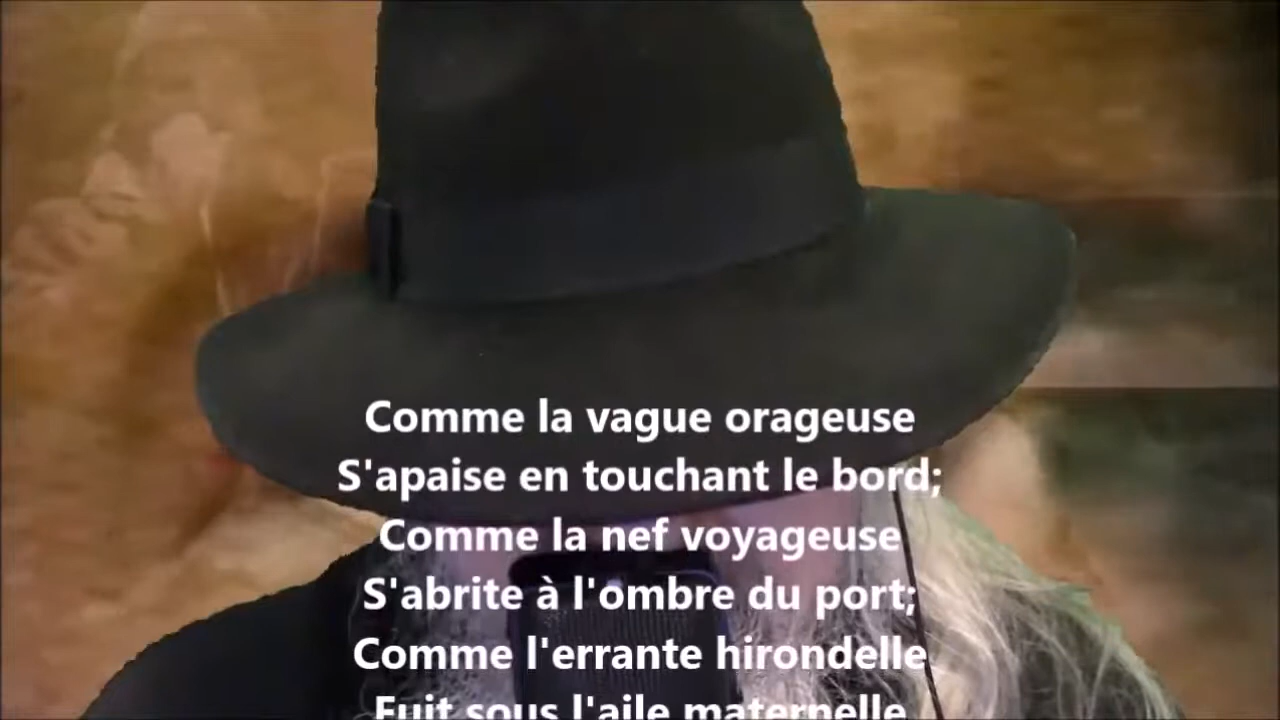 Comme la vague orageuse
S'apaise en touchant le bord;
Comme la nef voyageuse
S'abrite à l'ombre du port;
Comme l'errante hirondelle
Fuit sous l'aile maternelle